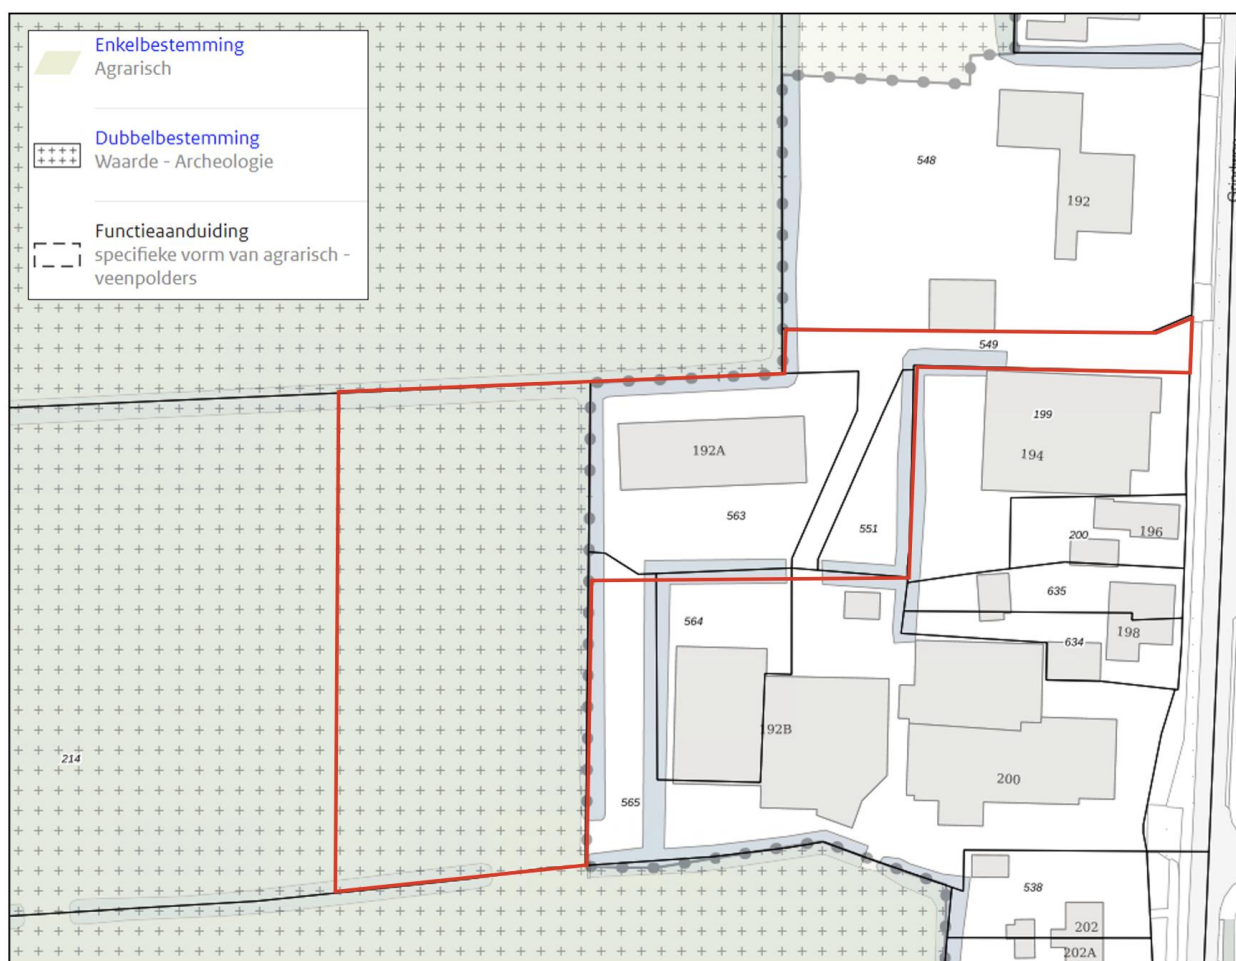 Enkelbestemming
Agrarisch
Dubbelbestemming
Waarde - Archeologie
Functieaanduiding
specifieke vorm van agrarisch -
veenpolders
548
192
549
199
194
192A
563
551
200
196
635
564
198
634
192B
214
565
200
538
202
202A